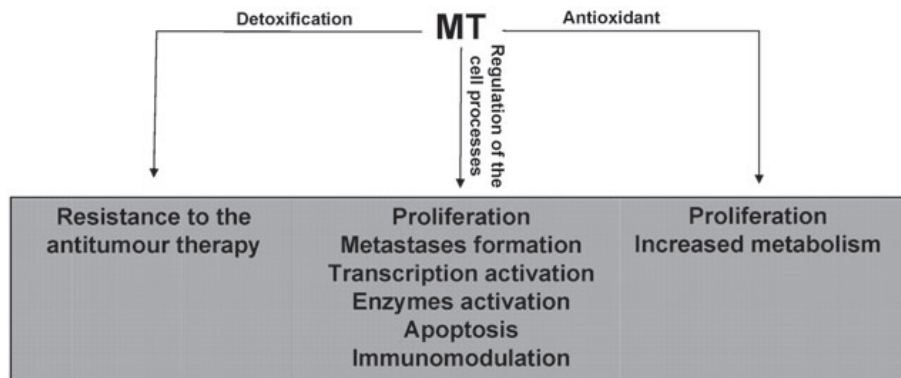 Detoxification
MT
Antioxidant
Regulation of the
cell processes
Resistance to the
antitumour therapy
Proliferation
Metastases formation
Transcription activation
Enzymes activation
Apoptosis
Immunomodulation
Proliferation
Increased metabolism